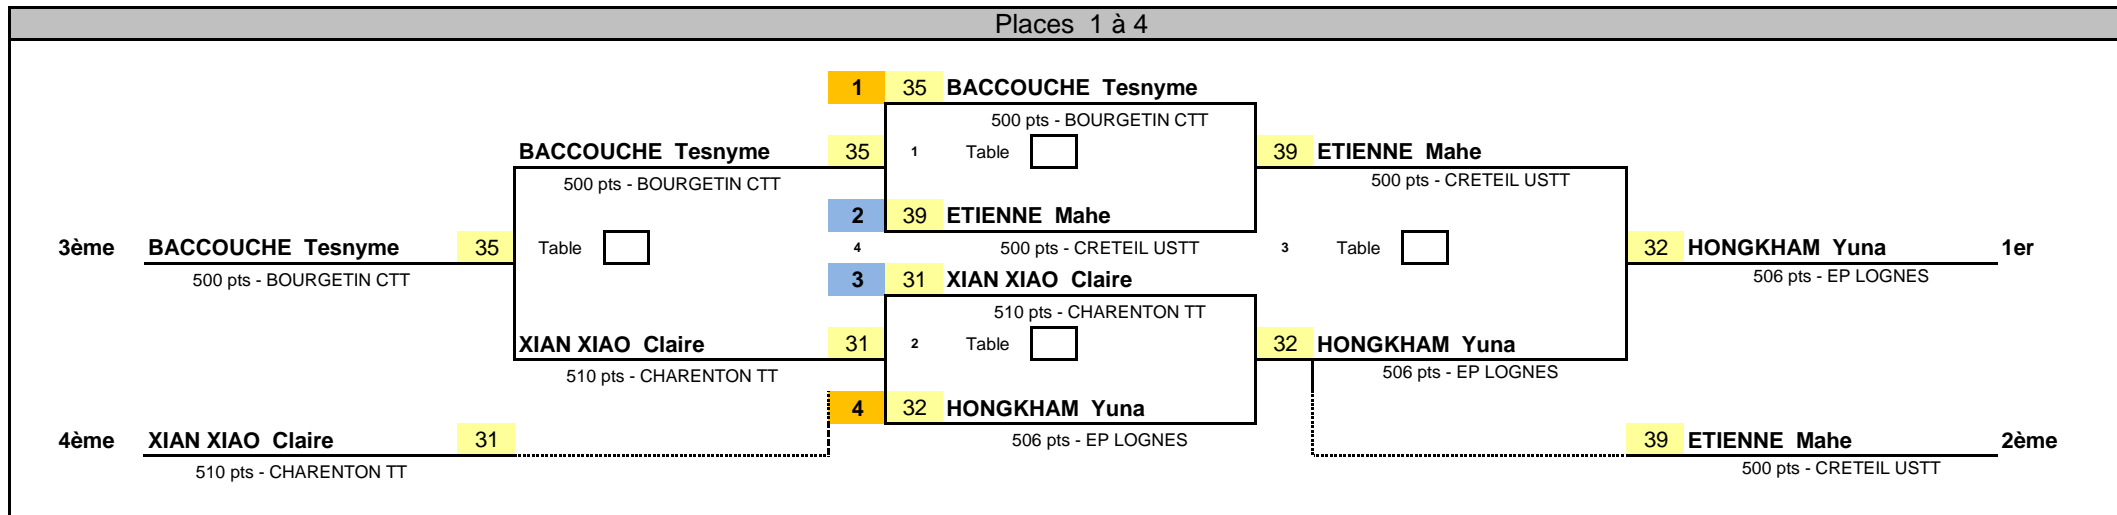 Places 1 à 4
1 35 BACCOUCHE Tesnyme
500 pts - BOURGETIN CTT
BACCOUCHE Tesnyme 35 1 Table 39 ETIENNE Mahe
500 pts - BOURGETIN CTT 500 pts - CRETEIL USTT
2 39 ETIENNE Mahe
3ème BACCOUCHE Tesnyme 35 Table 4 500 pts - CRETEIL USTT 3 Table 32 HONGKHAM Yuna 1er
500 pts - BOURGETIN CTT 3 31 XIAN XIAO Claire 506 pts - EP LOGNES
510 pts - CHARENTON TT
XIAN XIAO Claire 31 2 Table 32 HONGKHAM Yuna
510 pts - CHARENTON TT 506 pts - EP LOGNES
4 32 HONGKHAM Yuna
4ème XIAN XIAO Claire 31 506 pts - EP LOGNES 39 ETIENNE Mahe 2ème
510 pts - CHARENTON TT 500 pts - CRETEIL USTT